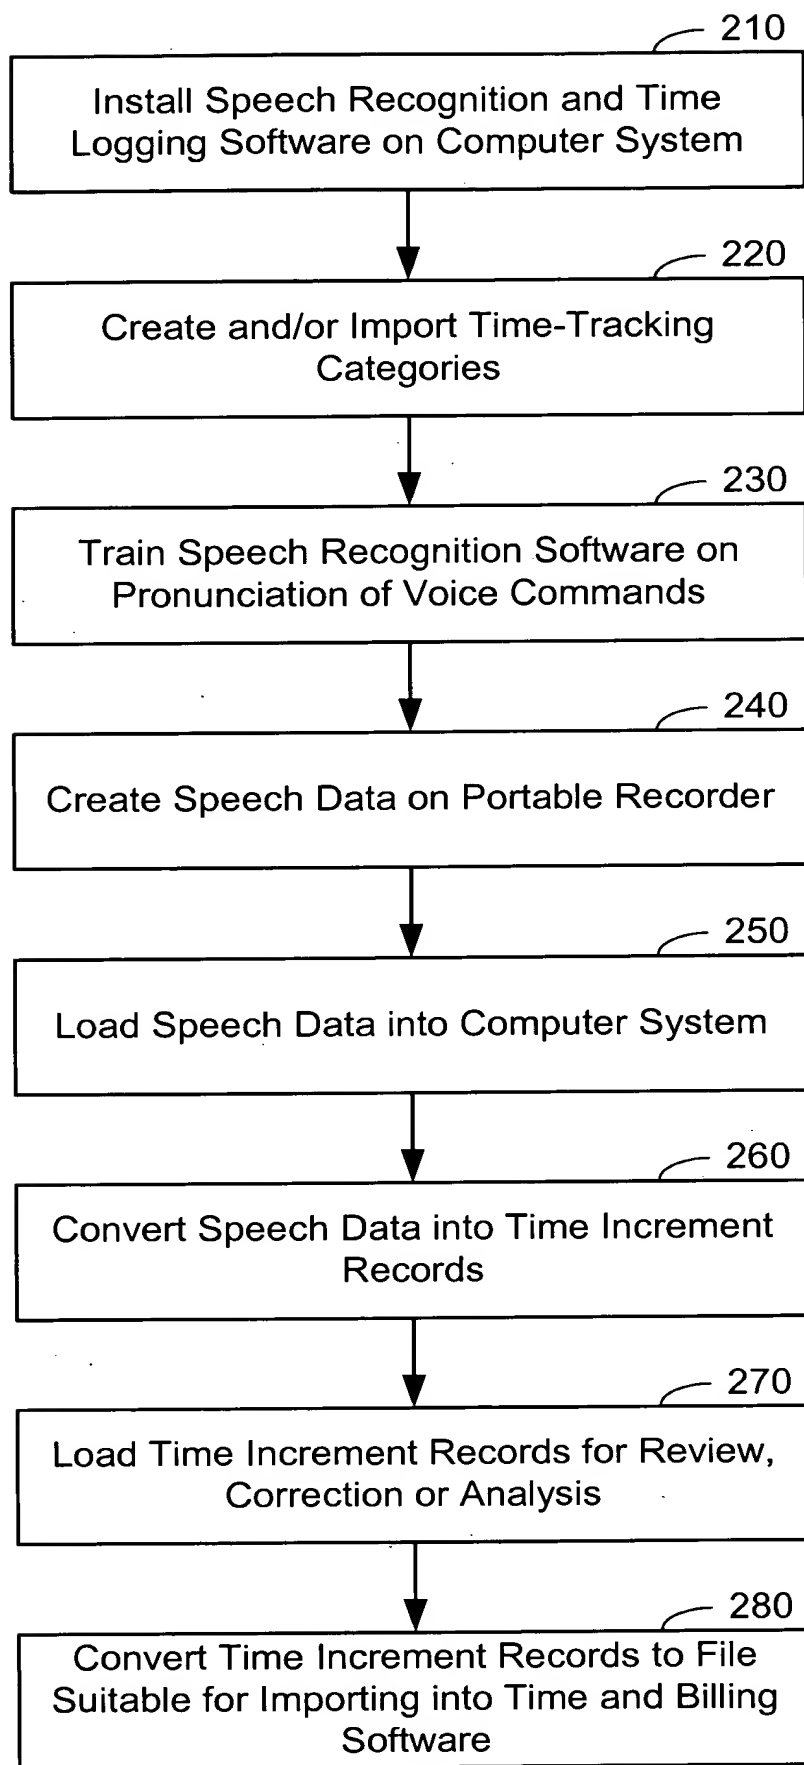 210
Install Speech Recognition and Time
Logging Software on Computer System
220
Create and/or Import Time-Tracking
Categories
230
Train Speech Recognition Software on
Pronunciation of Voice Commands
240
Create Speech Data on Portable Recorder
250
Load Speech Data into Computer System
260
Convert Speech Data into Time Increment
Records
270
Load Time Increment Records for Review,
Correction or Analysis
280
Convert Time Increment Records to File
Suitable for Importing into Time and Billing
Software